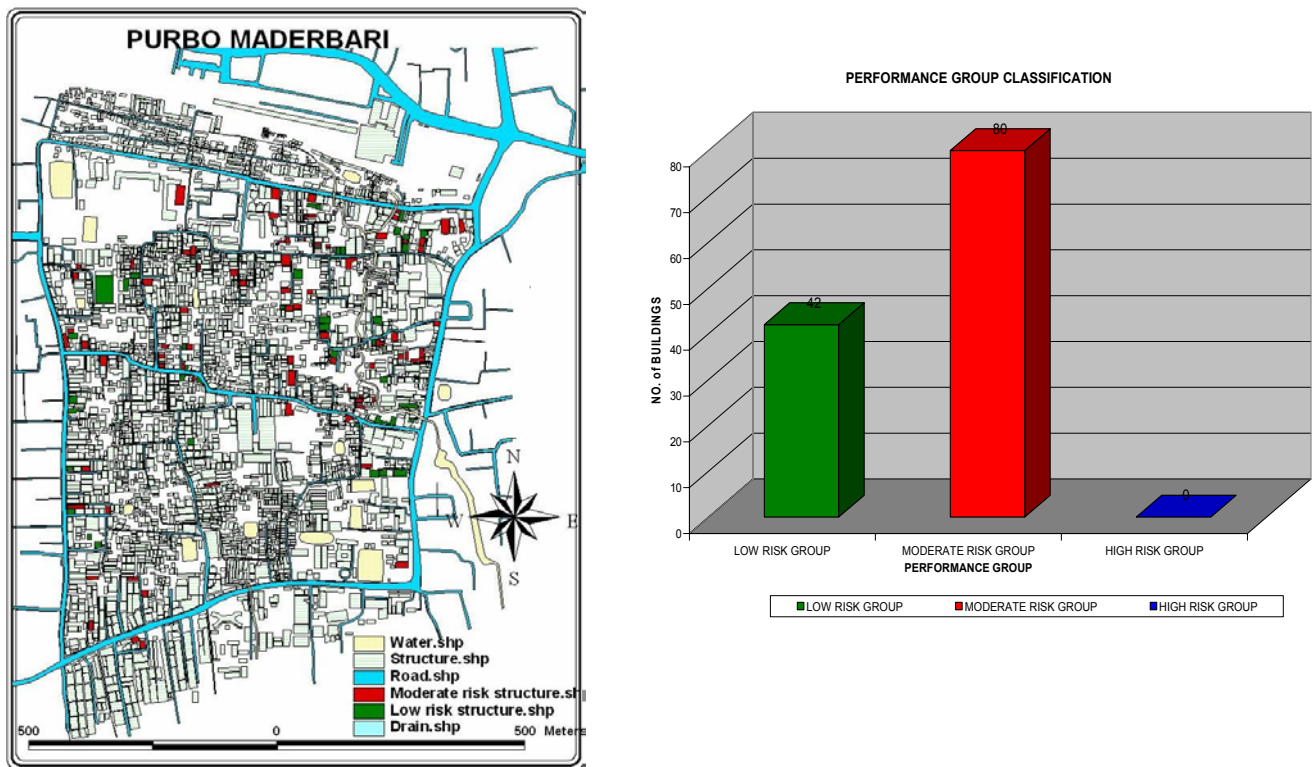 PURBO MADERBARI
N
W
E
S
Water.shp
Structure.shp
Road.shp
Moderate risk structure.sh
Low risk structure.shp
Drain.shp
500 0 500 Meters
PERFORMANCE GROUP CLASSIFICATION
NO. of BUILDINGS
80
70
60
50
40
30
20
10
0
42
80
0
LOW RISK GROUP MODERATE RISK GROUP HIGH RISK GROUP
PERFORMANCE GROUP
LOW RISK GROUP MODERATE RISK GROUP HIGH RISK GROUP